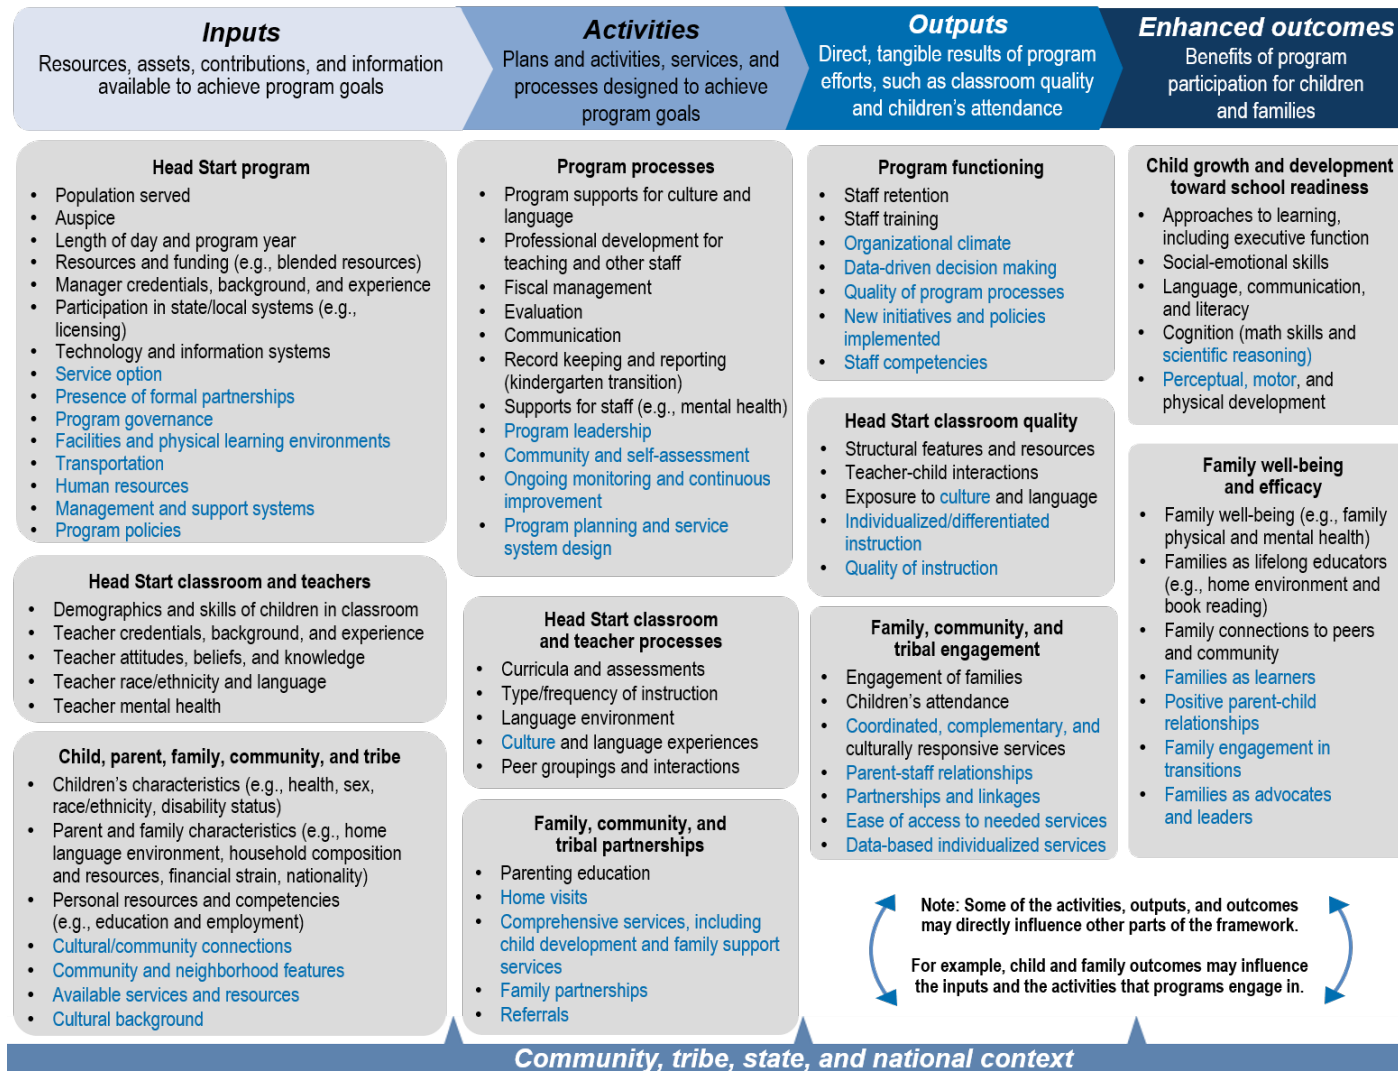 Inputs
Resources, assets, contributions, and information
available to achieve program goals
Activities
Plans and activities, services, and
processes designed to achieve
program goals
Outputs
Direct, tangible results of program
efforts, such as classroom quality
and children's attendance
Enhanced outcomes
Benefits of program
participation for children
and families
Head Start program
• Population served
• Auspice
• Length of day and program year
• Resources and funding (e.g., blended resources)
• Manager credentials, background, and experience
• Participation in state/local systems (e.g.,
licensing)
• Technology and information systems
• Service option
• Presence of formal partnerships
• Program governance
• Facilities and physical learning environments
• Transportation
• Human resources
• Management and support systems
• Program policies
Head Start classroom and teachers
• Demographics and skills of children in classroom
• Teacher credentials, background, and experience
• Teacher attitudes, beliefs, and knowledge
• Teacher race/ethnicity and language
• Teacher mental health
Child, parent, family, community, and tribe
• Children's characteristics (e.g., health, sex,
race/ethnicity, disability status)
• Parent and family characteristics (e.g., home
language environment, household composition
and resources, financial strain, nationality)
• Personal resources and competencies
(e.g., education and employment)
• Cultural/community connections
• Community and neighborhood features
• Available services and resources
• Cultural background
Program processes
• Program supports for culture and
language
• Professional development for
teaching and other staff
• Fiscal management
• Evaluation
• Communication
• Record keeping and reporting
(kindergarten transition)
• Supports for staff (e.g., mental health)
• Program leadership
• Community and self-assessment
• Ongoing monitoring and continuous
improvement
• Program planning and service
system design
Head Start classroom
and teacher processes
• Curricula and assessments
• Type/frequency of instruction
• Language environment
• Culture and language experiences
• Peer groupings and interactions
Family, community, and
tribal partnerships
• Parenting education
• Home visits
• Comprehensive services, including
child development and family support
services
• Family partnerships
• Referrals
Program functioning
• Staff retention
• Staff training
• Organizational climate
• Data-driven decision making
• Quality of program processes
• New initiatives and policies
implemented
• Staff competencies
Head Start classroom quality
• Structural features and resources
• Teacher-child interactions
• Exposure to culture and language
• Individualized/differentiated
instruction
• Quality of instruction
Family, community, and
tribal engagement
• Engagement of families
• Children's attendance
• Coordinated, complementary, and
culturally responsive services
• Parent-staff relationships
• Partnerships and linkages
• Ease of access to needed services
• Data-based individualized services
Child growth and development
toward school readiness
• Approaches to learning,
including executive function
• Social-emotional skills
• Language, communication,
and literacy
• Cognition (math skills and
scientific reasoning)
• Perceptual, motor, and
physical development
Family well-being
and efficacy
• Family well-being (e.g., family
physical and mental health)
• Families as lifelong educators
(e.g., home environment and
book reading)
• Family connections to peers
and community
• Families as learners
• Positive parent-child
relationships
• Family engagement in
transitions
• Families as advocates
and leaders
Note: Some of the activities, outputs, and outcomes
may directly influence other parts of the framework.
For example, child and family outcomes may influence
the inputs and the activities that programs engage in.
Community, tribe, state, and national context